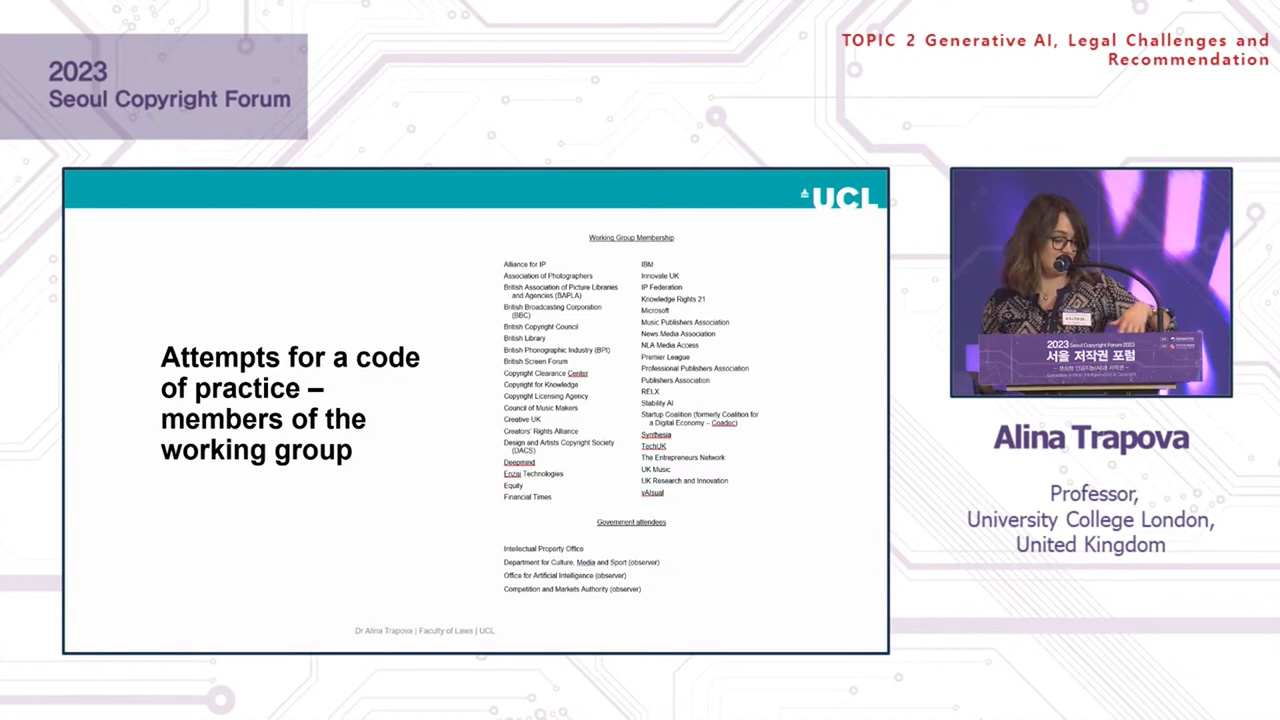 TOPIC 2 Generative AI, Legal Challenges and
Recommendation
2023
Seoul Copyright Forum
UCL
Attempts for a code
of practice –
members of the
working group
Working Group Membership
Alliance for IP
Association of Photographers
British Association of Picture Libraries
and Agencies (BAPLA)
British Broadcasting Corporation
(BBC)
British Copyright Council
British Library
British Phonographic Industry (BPI)
British Screen Forum
Copyright Clearance Center
Copyright for Knowledge
Copyright Licensing Agency
Council of Music Makers
Creative UK
Creators' Rights Alliance
Design and Artists Copyright Society
(DACS)
Deepmind
Enzai Technologies
Equity
Financial Times
IBM
Innovate UK
IP Federation
Knowledge Rights 21
Microsoft
Music Publishers Association
News Media Association
NLA Media Access
Premier League
Professional Publishers Association
Publishers Association
RELX
Stability AI
Startup Coalition (formerly Coalition for
a Digital Economy – Coadec)
Synthesia
TechUK
The Entrepreneurs Network
UK Music
UK Research and Innovation
vAIsual
Government attendees
Intellectual Property Office
Department for Culture, Media and Sport (observer)
Office for Artificial Intelligence (observer)
Competition and Markets Authority (observer)
Dr Alina Trapova | Faculty of Laws | UCL
2023 Seoul Copyright Forum 2023
서울 저작권 포럼
Alina Trapova
Professor,
University College London,
United Kingdom